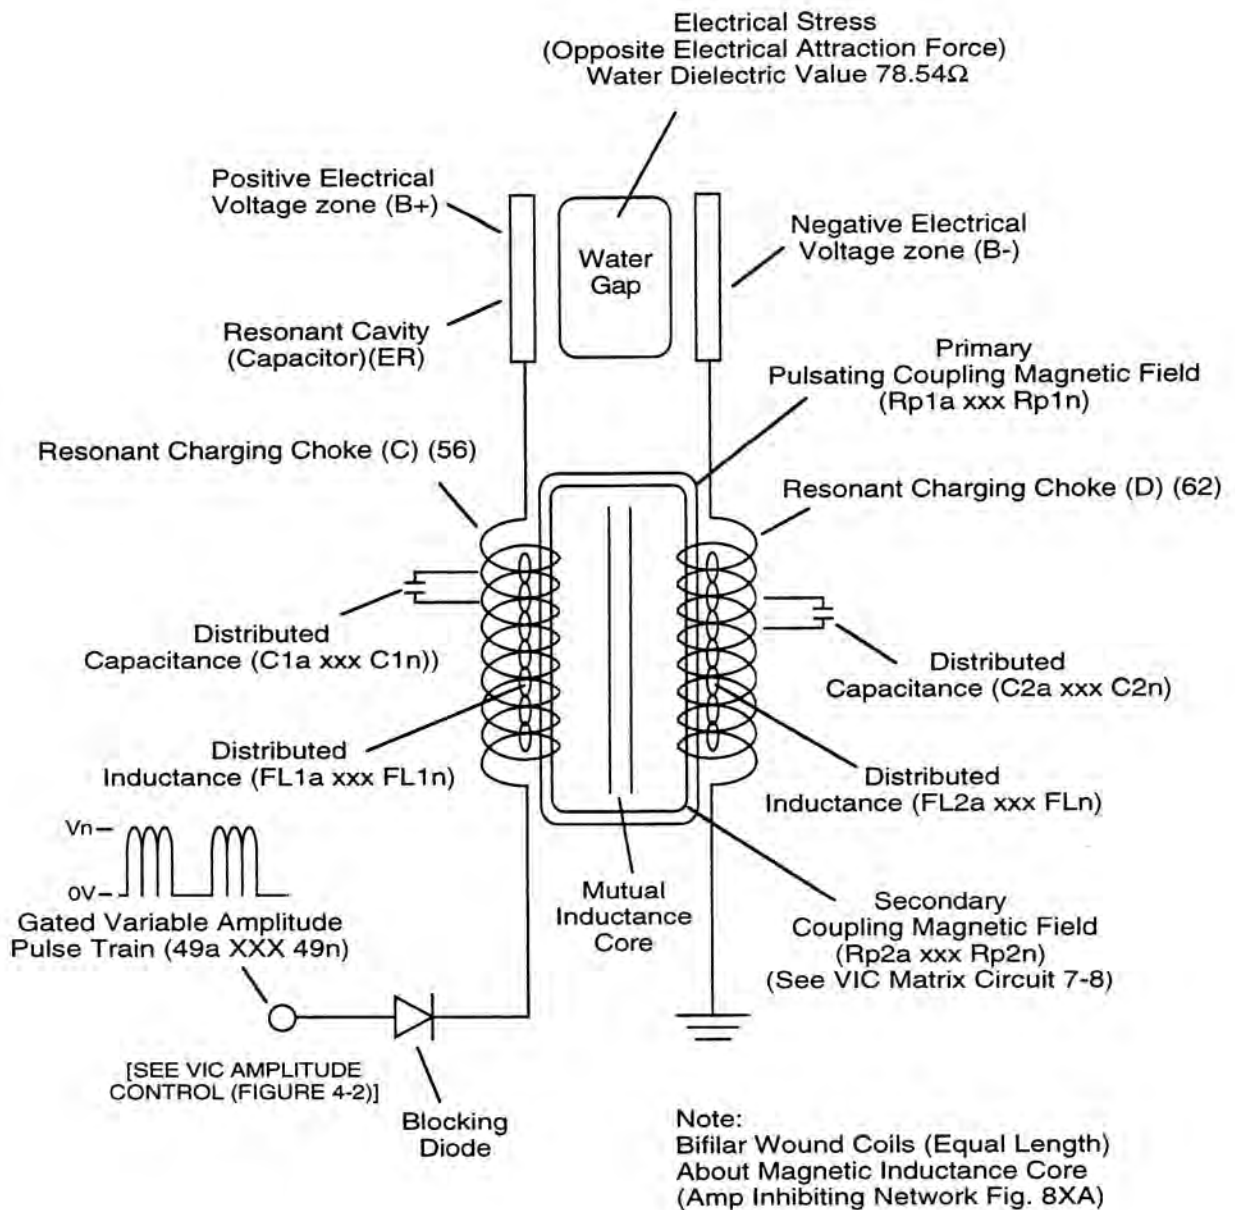 Electrical Stress
(Opposite Electrical Attraction Force)
Water Dielectric Value 78.54Ω
Positive Electrical
Voltage zone (B+)
Water
Gap
Negative Electrical
Voltage zone (B-)
Resonant Cavity
(Capacitor)(ER)
Primary
Pulsating Coupling Magnetic Field
(Rp1a xxx Rp1n)
Resonant Charging Choke (C) (56)
Resonant Charging Choke (D) (62)
Distributed
Capacitance (C1a xxx C1n))
Distributed
Capacitance (C2a xxx C2n)
Distributed
Inductance (FL1a xxx FL1n)
Distributed
Inductance (FL2a xxx FLn)
Vn
0V
Gated Variable Amplitude
Pulse Train (49a XXX 49n)
Mutual
Inductance
Core
Secondary
Coupling Magnetic Field
(Rp2a xxx Rp2n)
(See VIC Matrix Circuit 7-8)
[SEE VIC AMPLITUDE
CONTROL (FIGURE 4-2)]
Blocking
Diode
Note:
Bifilar Wound Coils (Equal Length)
About Magnetic Inductance Core
(Amp Inhibiting Network Fig. 8XA)